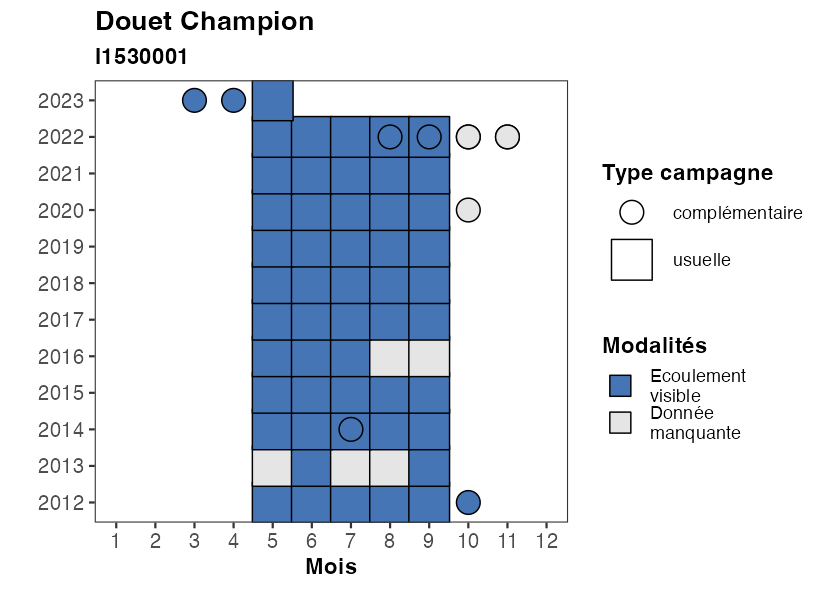 Douet Champion
I1530001
2023
2022
2021
2020
2019
2018
2017
2016
2015
2014
2013
2012
1 2 3 4 5 6 7 8 9 10 11 12
Mois
Type campagne
complémentaire
usuelle
Modalités
Ecoulement
visible
Donnée
manquante